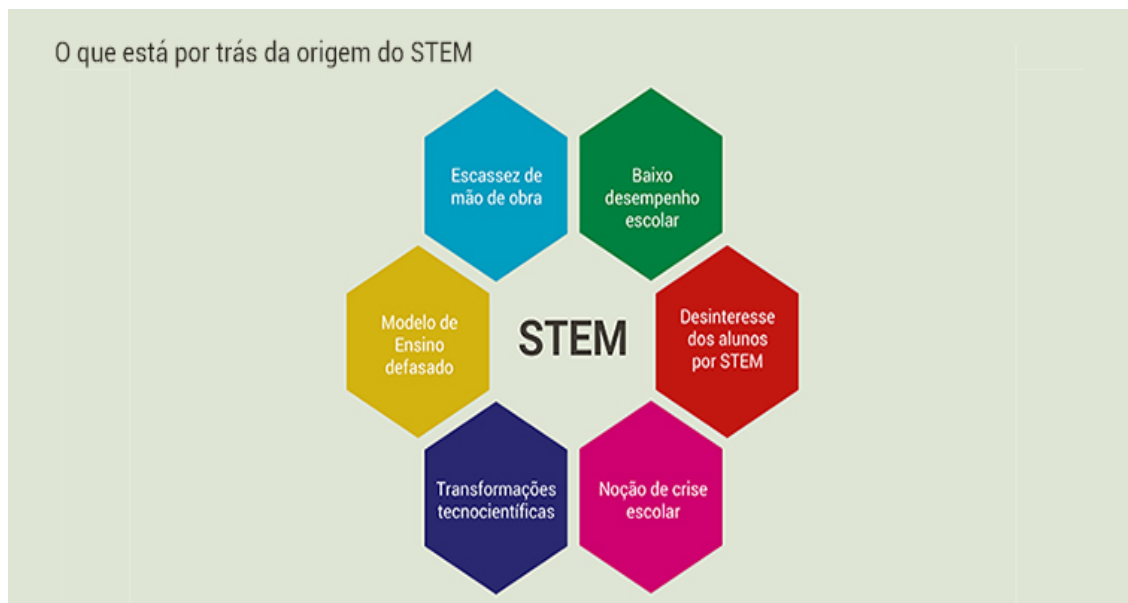 O que está por trás da origem do STEM
Escassez de
mão de obra
Baixo
desempenho
escolar
Modelo de
Ensino
defasado
STEM
Desinteresse
dos alunos
por STEM
Transformações
tecnocientíficas
Noção de crise
escolar